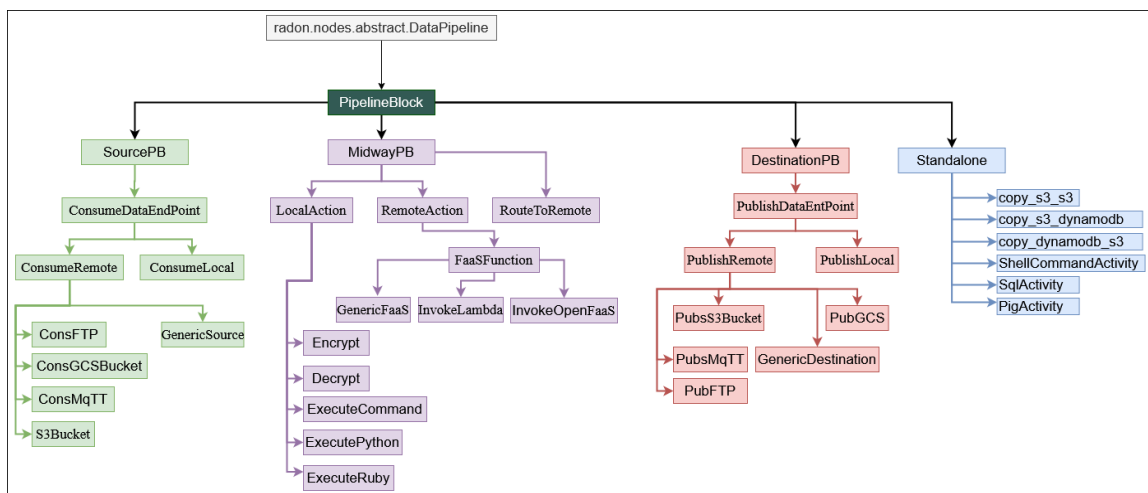 radon.nodes.abstract.DataPipeline
PipelineBlock
SourcePB
MidwayPB
DestinationPB
Standalone
ConsumeDataEndPoint
LocalAction
RemoteAction
RouteToRemote
PublishDataEntPoint
copy_s3_s3
copy_s3_dynamodb
copy_dynamodb_s3
ShellCommandActivity
SqlActivity
PigActivity
ConsumeRemote
ConsumeLocal
FaaSFunction
PublishRemote
PublishLocal
GenericFaaS
InvokeLambda
InvokeOpenFaaS
ConsFTP
GenericSource
ConsGCSBucket
ConsMqTT
S3Bucket
Encrypt
Decrypt
ExecuteCommand
ExecutePython
ExecuteRuby
PubsS3Bucket
PubGCS
PubsMqTT
GenericDestination
PubFTP